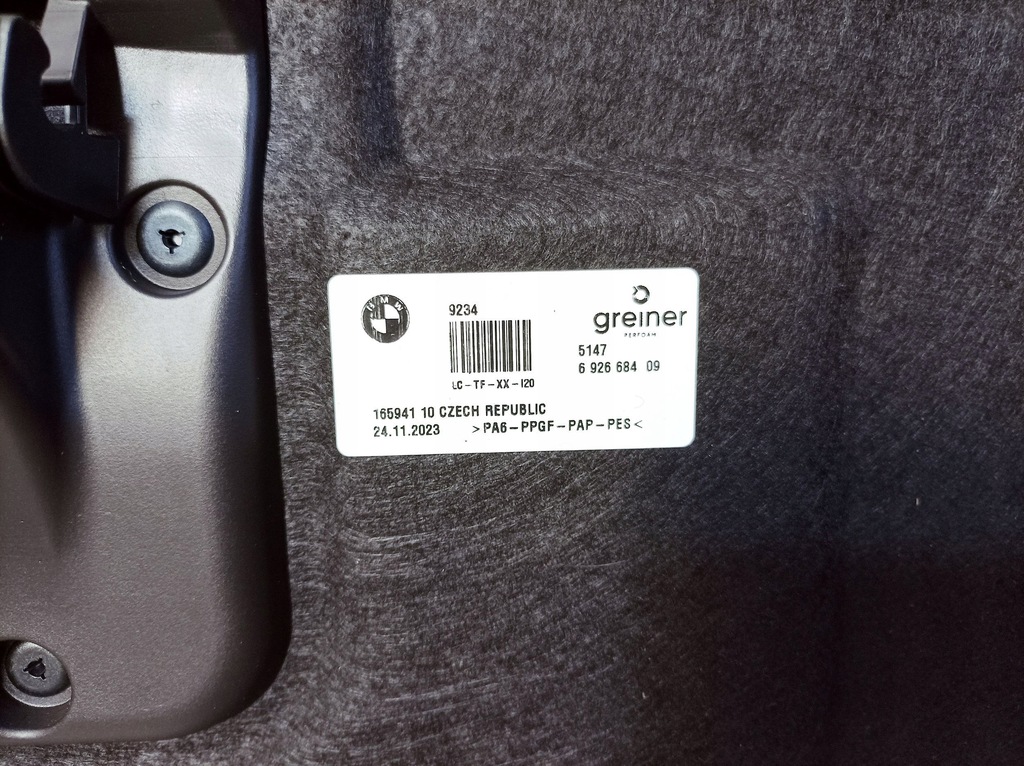 BMW
9234
LC-TF-XX-I20
greiner
PERFOAM
5147
6 926 684 09
165941 10 CZECH REPUBLIC
24.11.2023 >PA6-PPGF-PAP-PES<